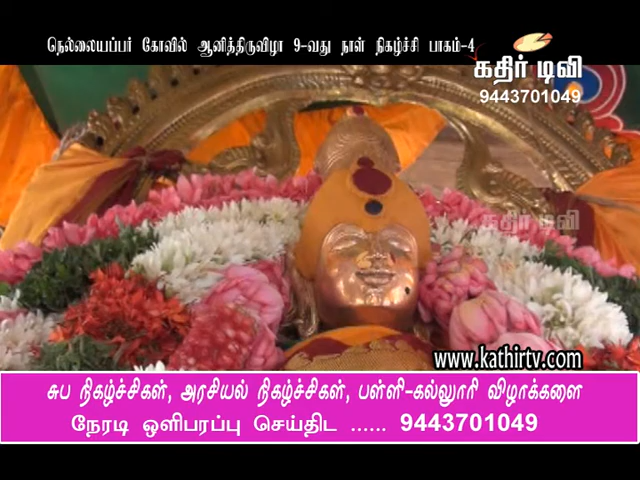 நெல்லையப்பர் கோவில் ஆனித்திருவிழா 9-வது நாள் நிகழ்ச்சி பாகம்-4
கதிர் டிவி
9443701049
கதிர் டிவி
www.kathirtv.com
சுப நிகழ்ச்சிகள், அரசியல் நிகழ்ச்சிகள், பள்ளி-கல்லூரி விழாக்களை
நேரடி ஒளிபரப்பு செய்திட ...... 9443701049